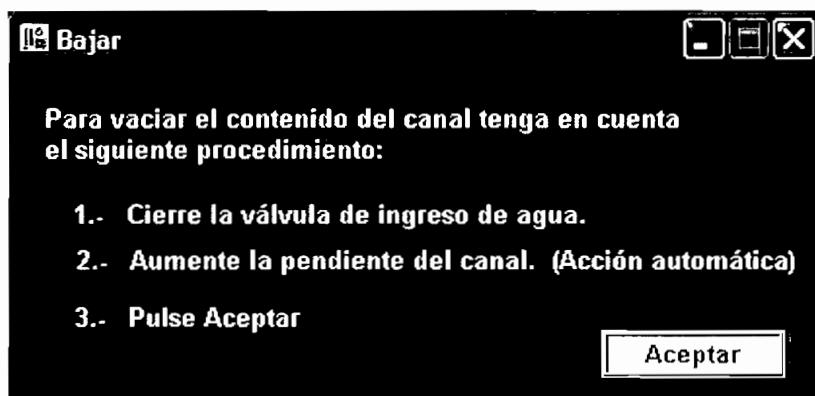 Bajar
Para vaciar el contenido del canal tenga en cuenta
el siguiente procedimiento:
1.- Cierre la válvula de ingreso de agua.
2.- Aumente la pendiente del canal. (Acción automática)
3.- Pulse Aceptar
Aceptar